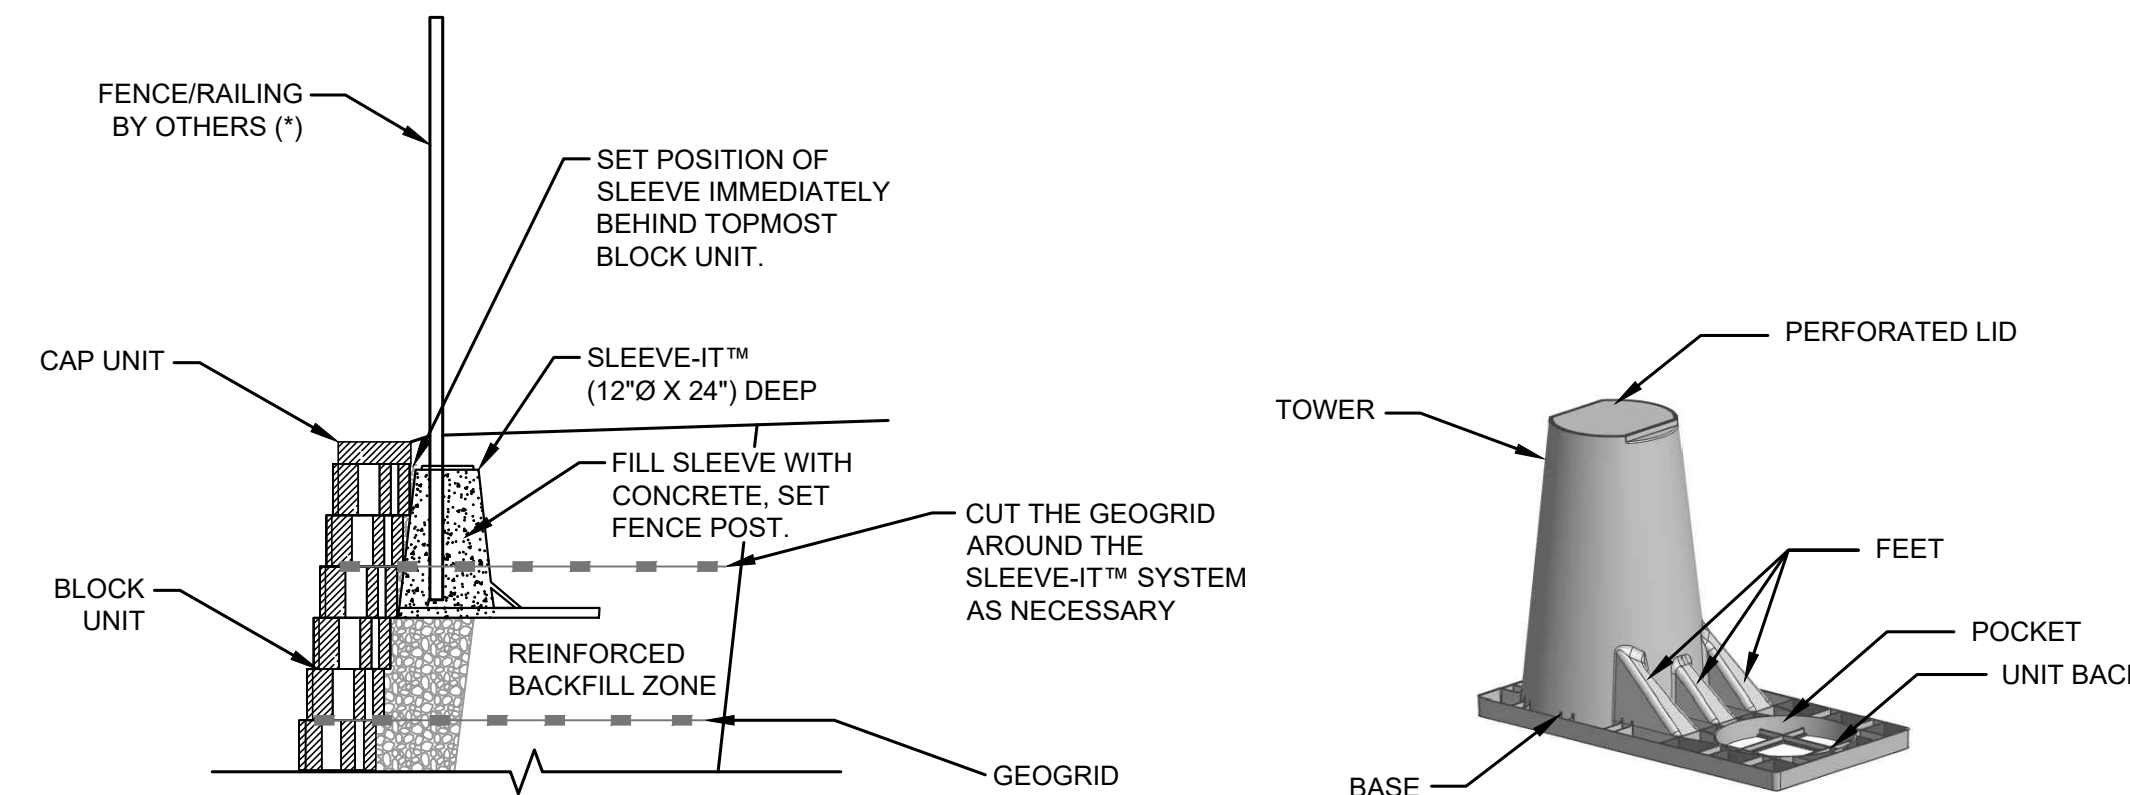 FENCE/RAILING
BY OTHERS (*)
SET POSITION OF
SLEEVE IMMEDIATELY
BEHIND TOPMOST
BLOCK UNIT.
CAP UNIT
SLEEVE-IT™
(12"Ø X 24") DEEP
FILL SLEEVE WITH
CONCRETE, SET
FENCE POST.
CUT THE GEOGRID
AROUND THE
SLEEVE-IT™ SYSTEM
AS NECESSARY
BLOCK
UNIT
REINFORCED
BACKFILL ZONE
GEOGRID
PERFORATED LID
TOWER
FEET
POCKET
UNIT BACK
BASE